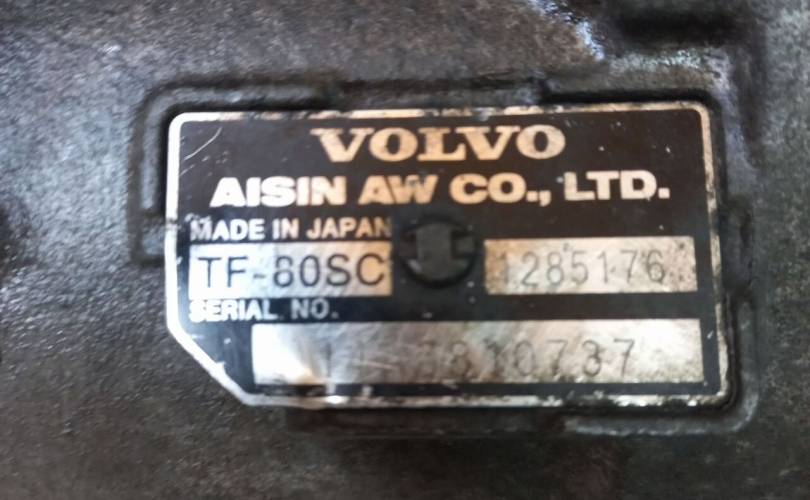 VOLVO
AISIN AW CO., LTD.
MADE IN JAPAN
TF-80SC 1285176
SERIAL NO.